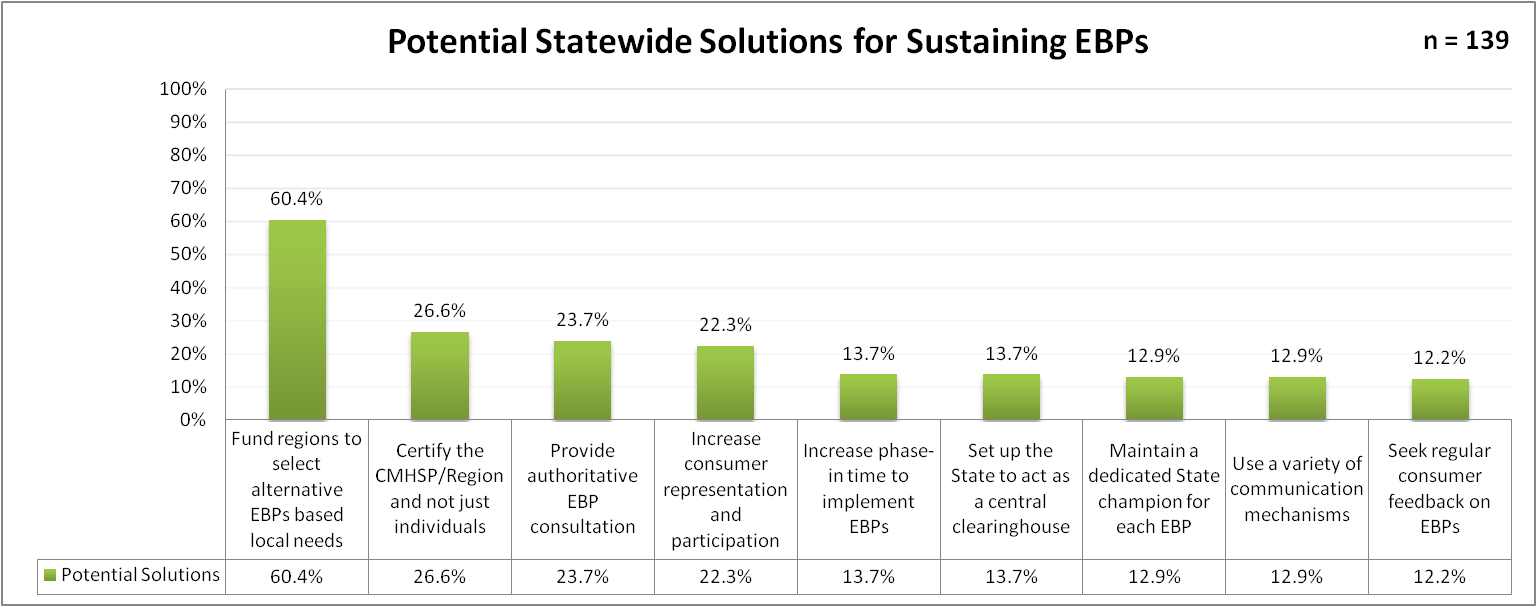 Potential Statewide Solutions for Sustaining EBPs
n = 139
100%
90%
80%
70%
60%
50%
40%
30%
20%
10%
0%
60.4%
26.6%
23.7%
22.3%
13.7%
13.7%
12.9%
12.9%
12.2%
Fund regions to
select
alternative
EBPs based
local needs
Certify the
CMHSP/Region
and not just
individuals
Provide
authoritative
EBP
consultation
Increase
consumer
representation
and
participation
Increase phase-
in time to
implement
EBPs
Set up the
State to act as
a central
clearinghouse
Maintain a
dedicated State
champion for
each EBP
Use a variety of
communication
mechanisms
Seek regular
consumer
feedback on
EBPs
Potential Solutions
60.4%
26.6%
23.7%
22.3%
13.7%
13.7%
12.9%
12.9%
12.2%